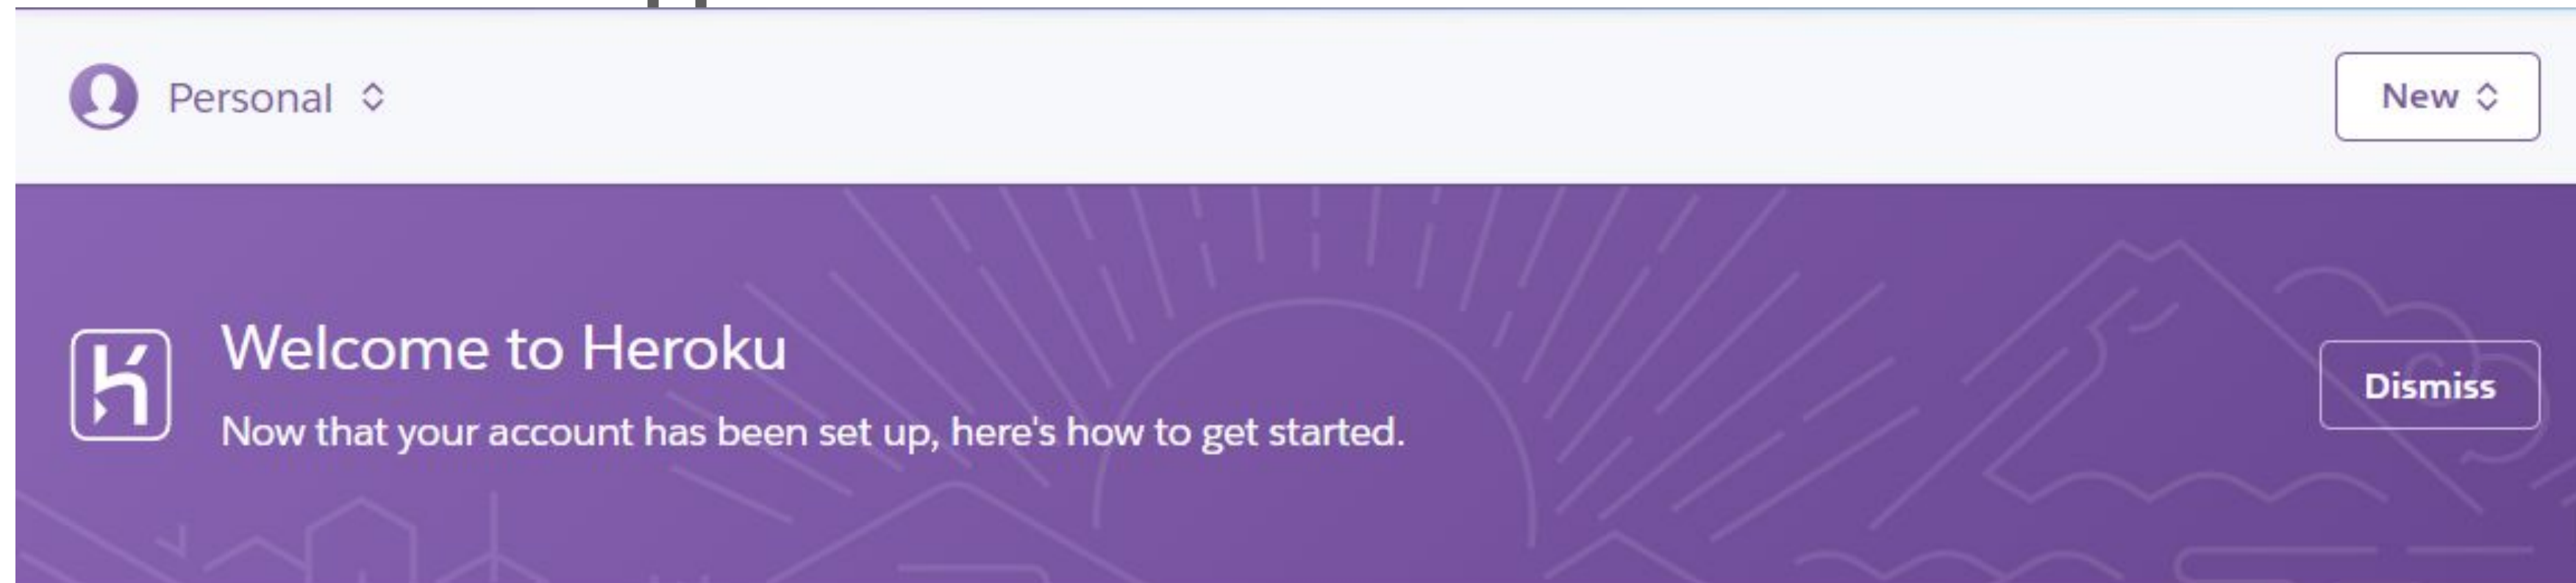 Personal
New
Welcome to Heroku
Now that your account has been set up, here's how to get started.
Dismiss